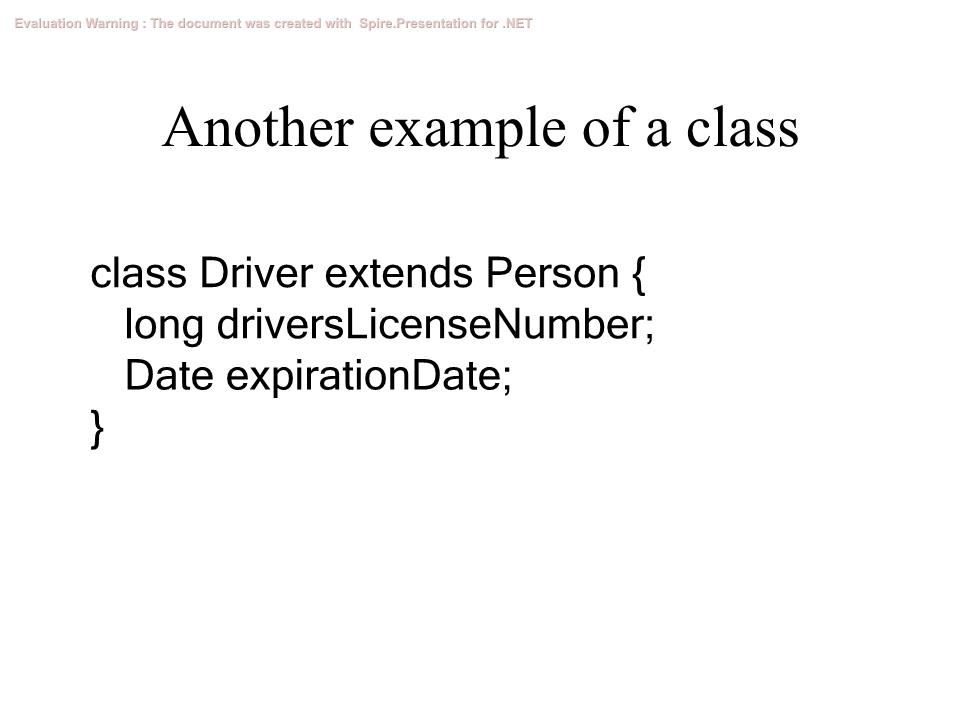 Evaluation Warning : The document was created with Spire.Presentation for .NET
Another example of a class
class Driver extends Person {
long driversLicenseNumber;
Date expirationDate;
}